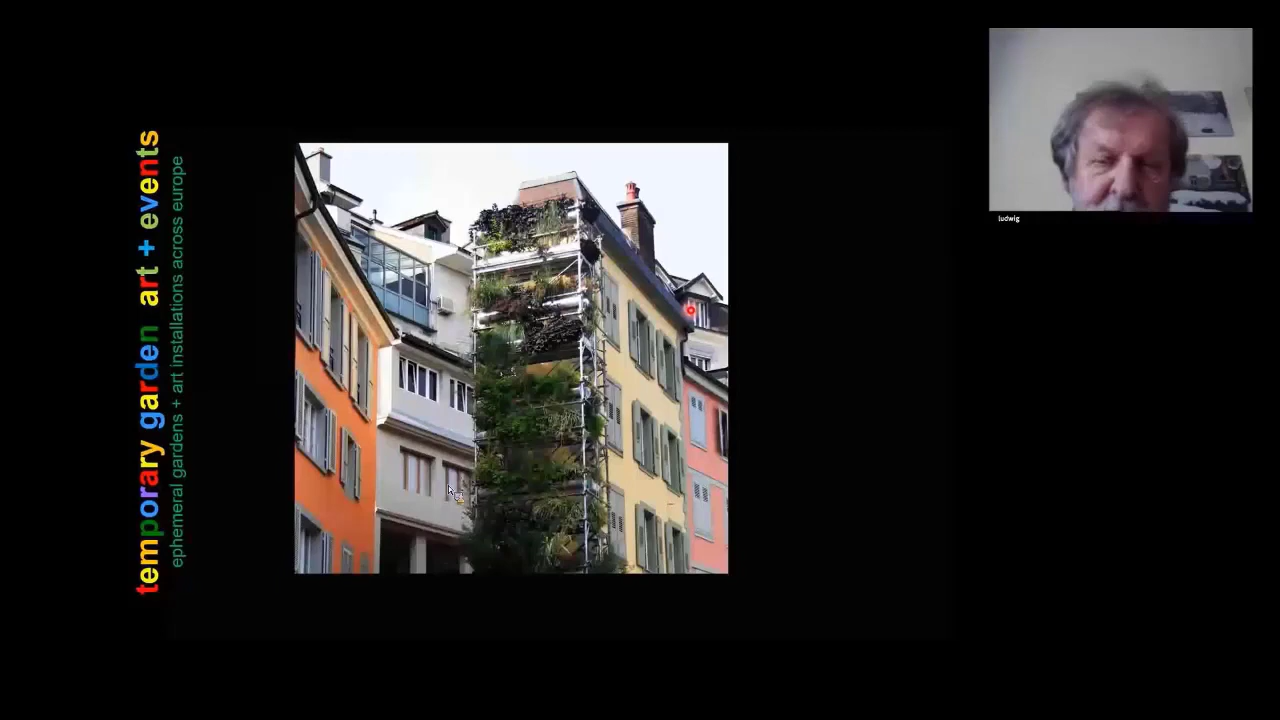 temporary garden art + events
ephemeral gardens + art installations across europe
ludwig